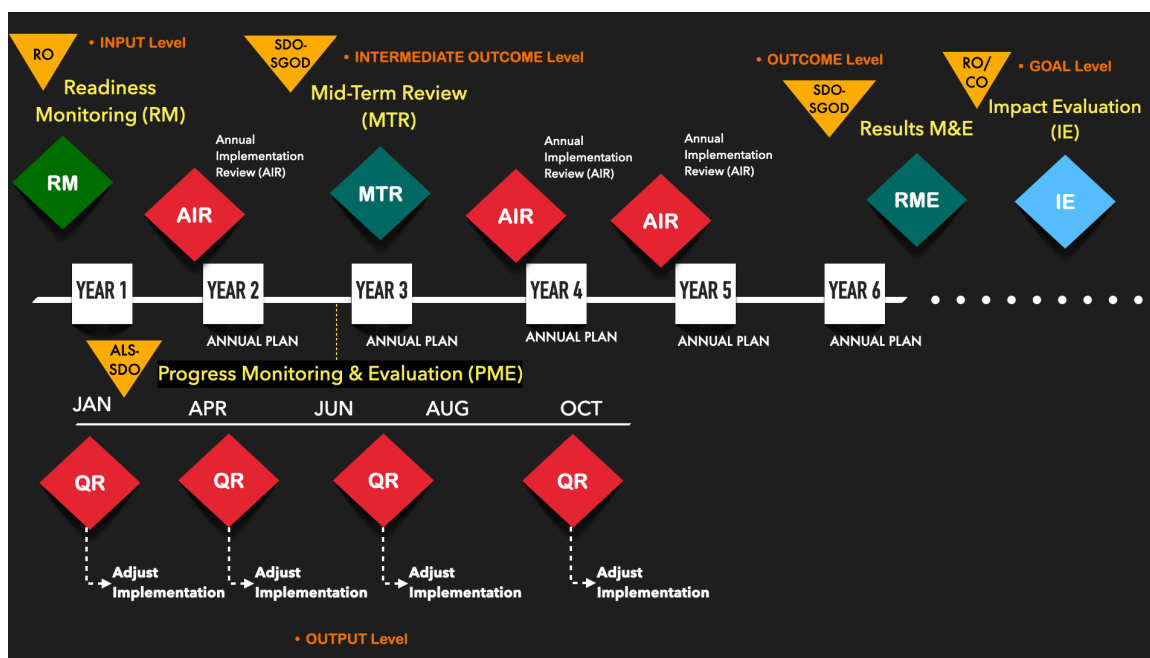 RO
• INPUT Level
Readiness
Monitoring (RM)
SDO-
SGOD
• INTERMEDIATE OUTCOME Level
Mid-Term Review
(MTR)
• OUTCOME Level
SDO-
SGOD
Results M&E
RO/
CO
• GOAL Level
Impact Evaluation
(IE)
RM
Annual
Implementation
Review (AIR)
AIR
MTR
Annual
Implementation
Review (AIR)
AIR
Annual
Implementation
Review (AIR)
AIR
RME
IE
YEAR 1
YEAR 2
YEAR 3
YEAR 4
YEAR 5
YEAR 6
ANNUAL PLAN
ANNUAL PLAN
ANNUAL PLAN
ANNUAL PLAN
ANNUAL PLAN
ALS-
SDO
Progress Monitoring & Evaluation (PME)
JAN
APR
JUN
AUG
OCT
QR
QR
QR
QR
Adjust
Implementation
Adjust
Implementation
Adjust
Implementation
Adjust
Implementation
• OUTPUT Level